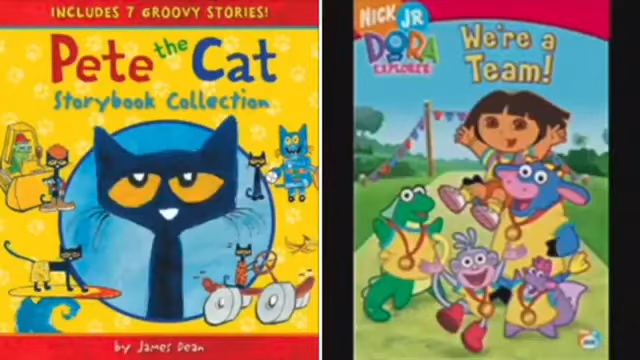 INCLUDES 7 GROOVY STORIES!
Pete the Cat
Storybook Collection
by James Dean
NICK JR
DORA
the
EXPLORER
We're a
Team!